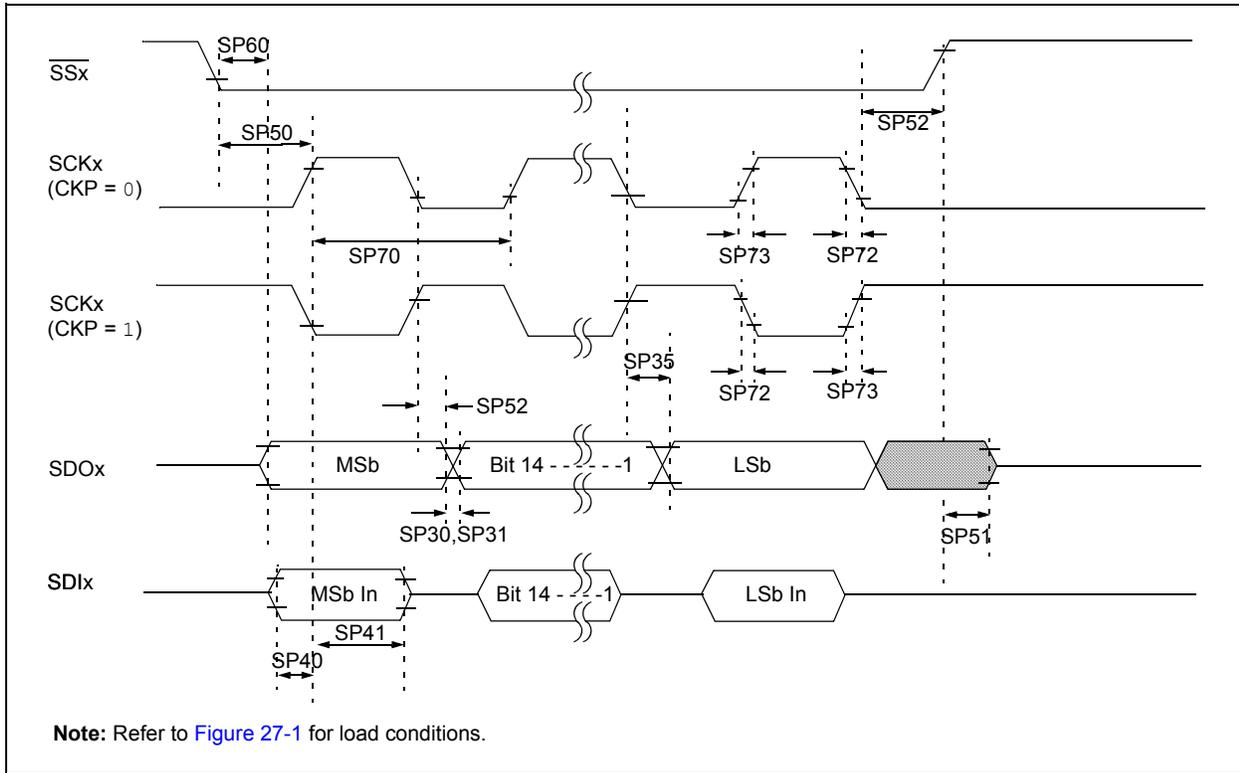 SP60
SSx
SP50
SP52
SCKx
(CKP = 0)
SP70
SP73
SP72
SCKx
(CKP = 1)
SP35
SP72
SP73
SP52
SDOx
MSb
Bit 14 - - - - - -1
LSb
SP30,SP31
SP51
SDIx
MSb In
Bit 14 - - - -1
LSb In
SP41
SP40
Note: Refer to Figure 27-1 for load conditions.